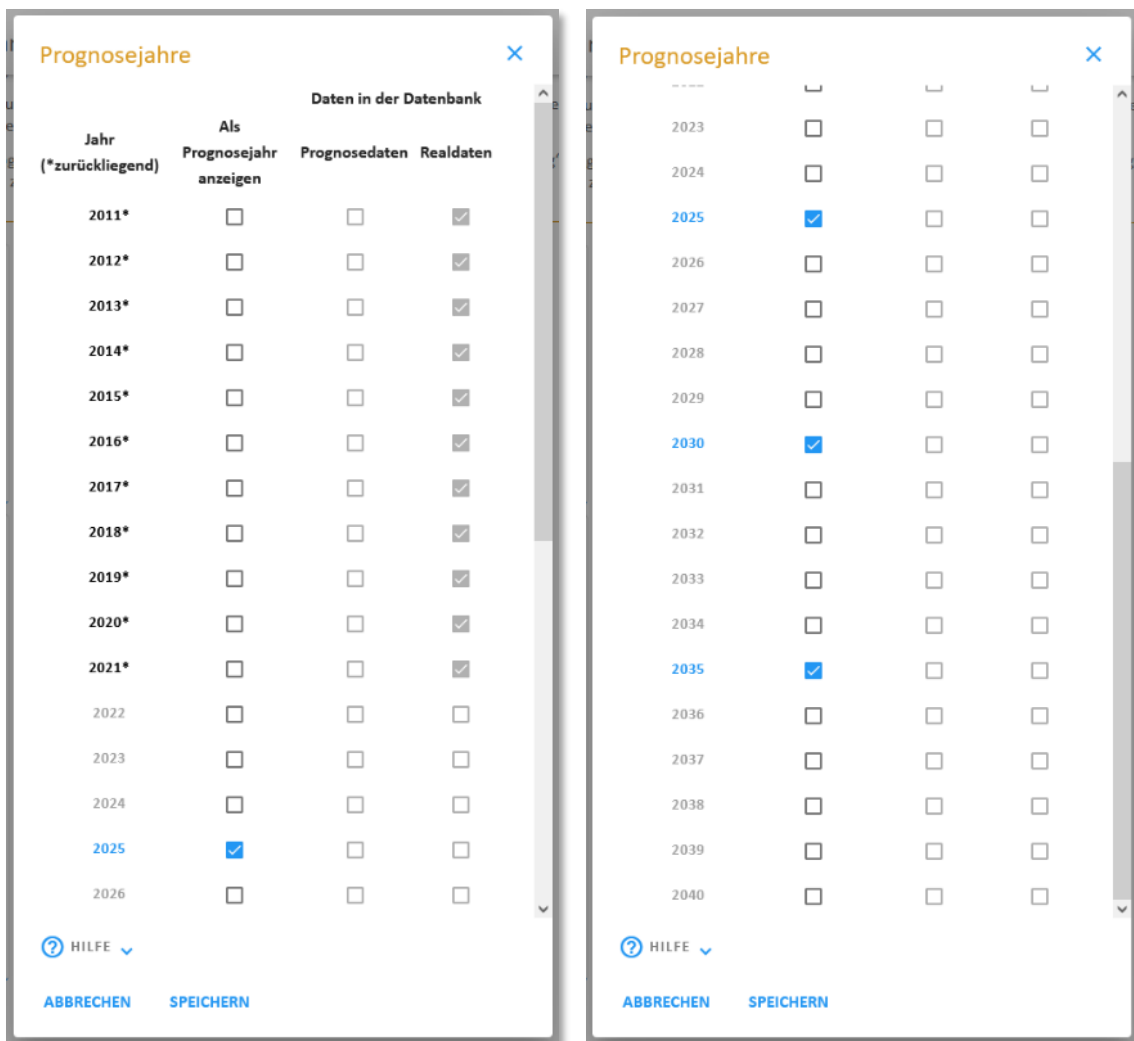 Prognosejahre
Daten in der Datenbank
Jahr
(*zurückliegend)
Als
Prognosejahr
anzeigen
Prognosedaten Realdaten
2011*
2012*
2013*
2014*
2015*
2016*
2017*
2018*
2019*
2020*
2021*
2022
2023
2024
2025
2026
HILFE
ABBRECHEN SPEICHERN
Prognosejahre
2023
2024
2025
2026
2027
2028
2029
2030
2031
2032
2033
2034
2035
2036
2037
2038
2039
2040
HILFE
ABBRECHEN SPEICHERN